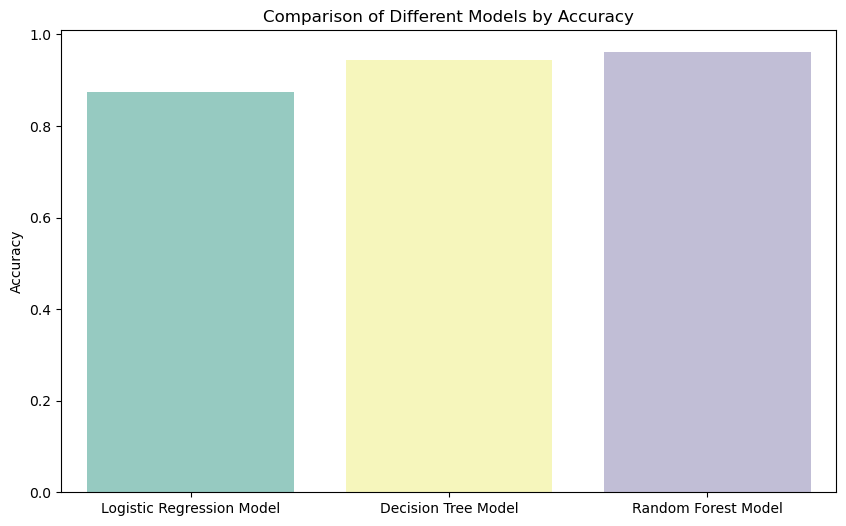 Comparison of Different Models by Accuracy
1.0
0.8
0.6
0.4
0.2
0.0
Accuracy
Logistic Regression Model
Decision Tree Model
Random Forest Model